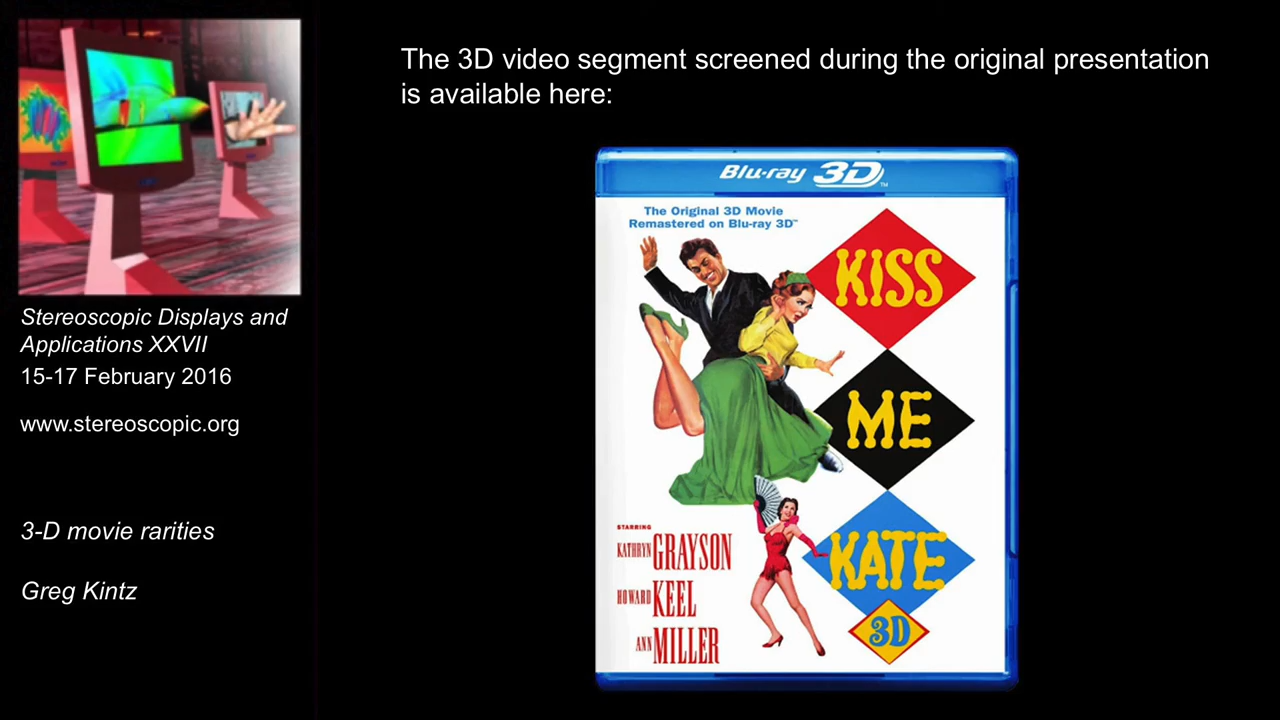 The 3D video segment screened during the original presentation
is available here:
Blu-ray 3D™
The Original 3D Movie
Remastered on Blu-ray 3D™
KISS
ME
KATE
3D
STARRING
KATHRYN GRAYSON
HOWARD KEEL
ANN MILLER
Stereoscopic Displays and
Applications XXVII
15-17 February 2016
www.stereoscopic.org
3-D movie rarities
Greg Kintz